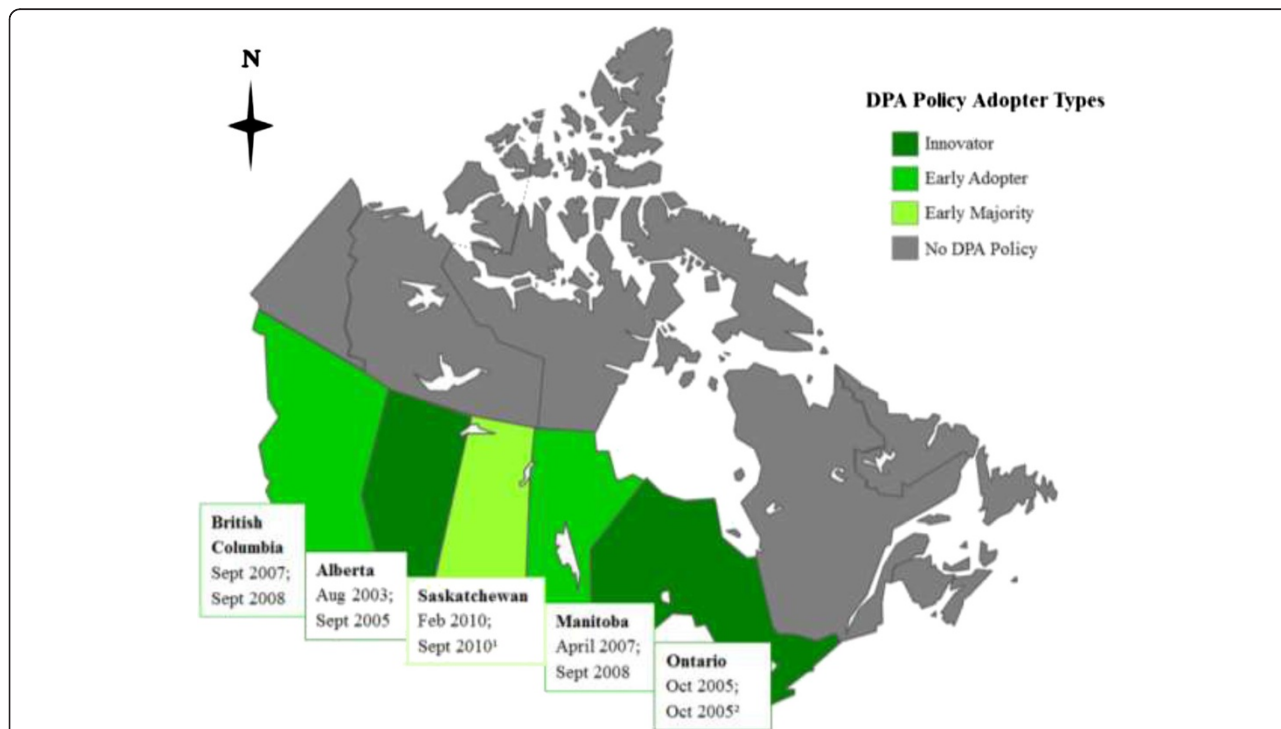 N
DPA Policy Adopter Types
Innovator
Early Adopter
Early Majority
No DPA Policy
British
Columbia
Sept 2007;
Sept 2008
Alberta
Aug 2003;
Sept 2005
Saskatchewan
Feb 2010;
Sept 2010¹
Manitoba
April 2007;
Sept 2008
Ontario
Oct 2005;
Oct 2005²